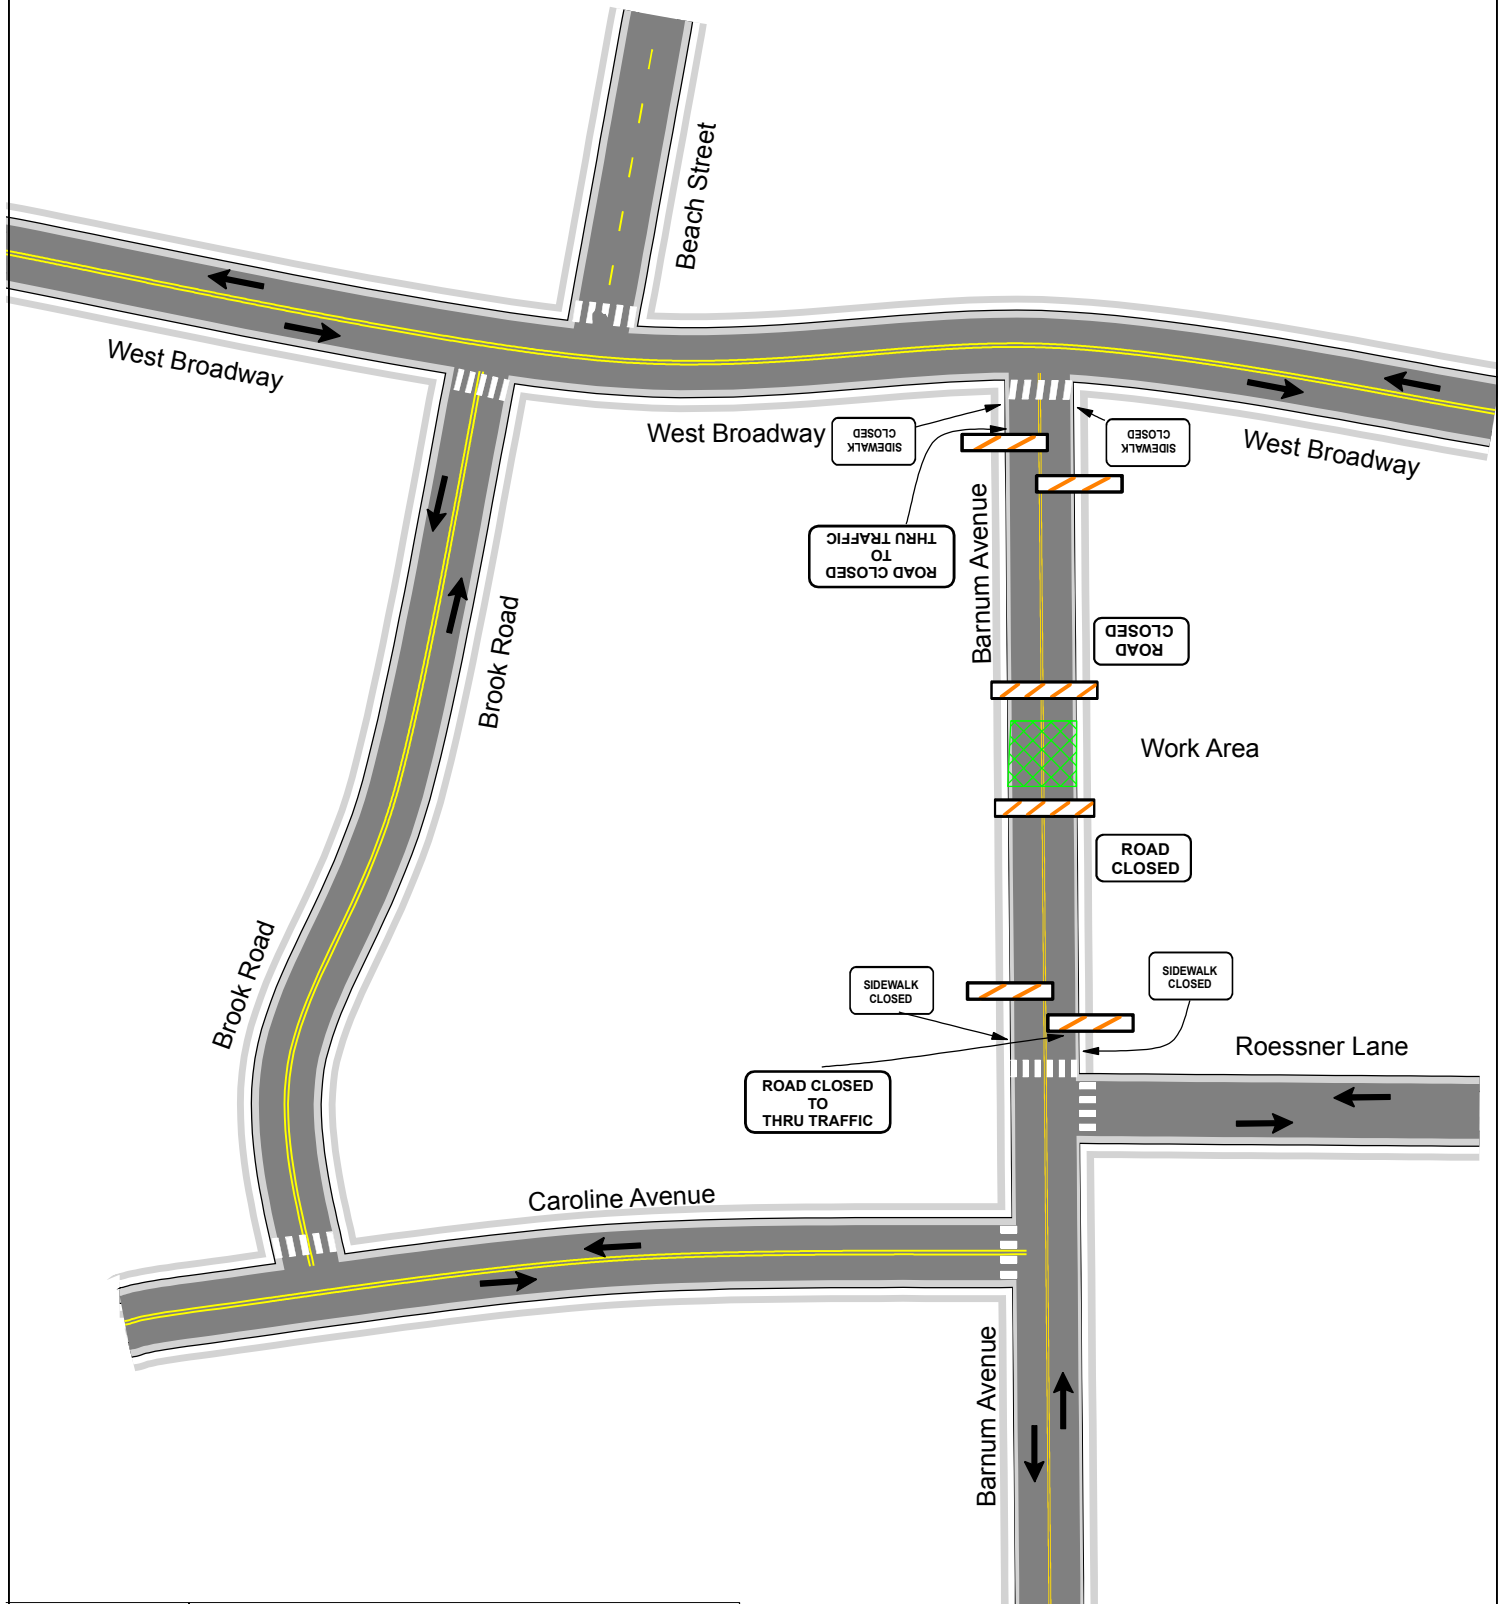 Beach Street
West Broadway
West Broadway
SIDEWALK
CLOSED
SIDEWALK
CLOSED
West Broadway
ROAD CLOSED
TO
THRU TRAFFIC
Barnum Avenue
Brook Road
ROAD
CLOSED
Work Area
ROAD
CLOSED
Brook Road
SIDEWALK
CLOSED
SIDEWALK
CLOSED
Roessner Lane
ROAD CLOSED
TO
THRU TRAFFIC
Caroline Avenue
Barnum Avenue